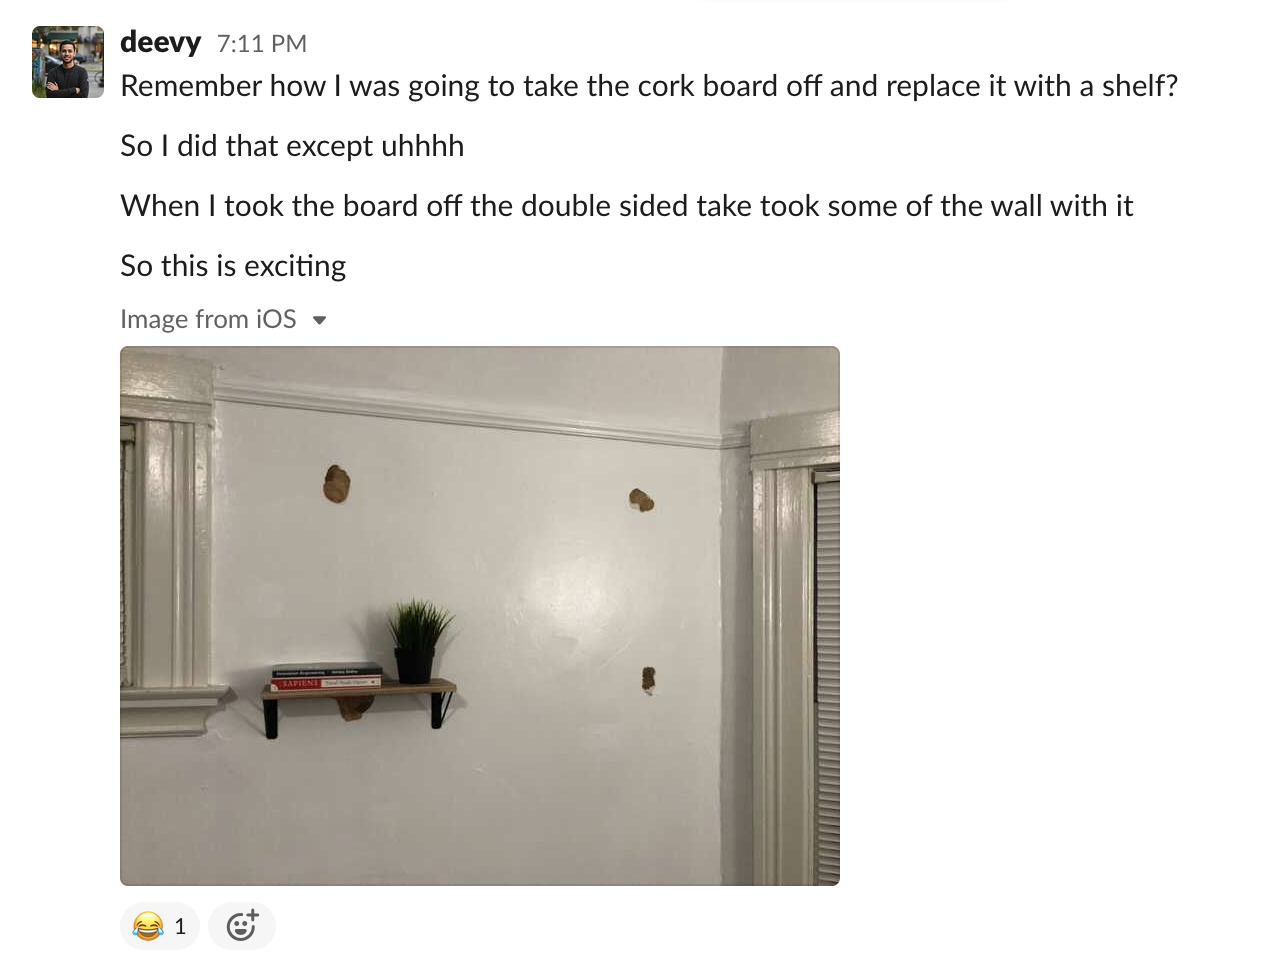 deevy 7:11 PM
Remember how I was going to take the cork board off and replace it with a shelf?
So I did that except uhhhh
When I took the board off the double sided take took some of the wall with it
So this is exciting
Image from iOS
SAPIENS
1